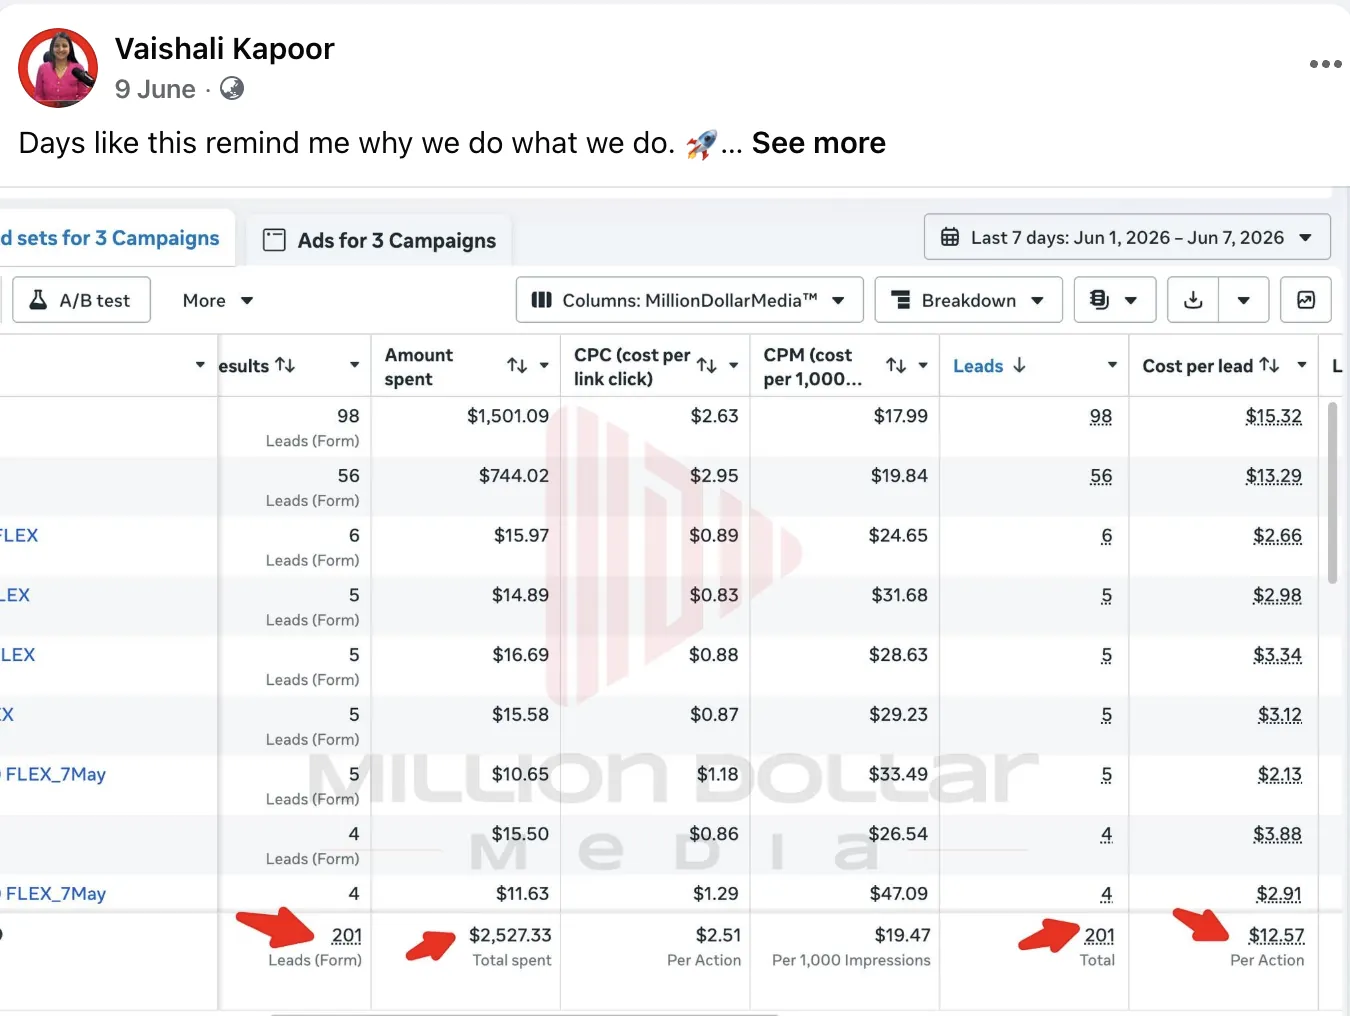 Vaishali Kapoor
9 June ·
Days like this remind me why we do what we do. 🚀... See more
d sets for 3 Campaigns
Ads for 3 Campaigns
Last 7 days: Jun 1, 2026 – Jun 7, 2026
A/B test
More
Columns: MillionDollarMedia™
Breakdown
esults
Amount spent
CPC (cost per link click)
CPM (cost per 1,000...
Leads ↓
Cost per lead
L
98 $1,501.09 $2.63 $17.99 98 $15.32
Leads (Form)
56 $744.02 $2.95 $19.84 56 $13.29
Leads (Form)
FLEX 6 $15.97 $0.89 $24.65 6 $2.66
Leads (Form)
LEX 5 $14.89 $0.83 $31.68 5 $2.98
Leads (Form)
LEX 5 $16.69 $0.88 $28.63 5 $3.34
Leads (Form)
X 5 $15.58 $0.87 $29.23 5 $3.12
Leads (Form)
FLEX_7May 5 $10.65 $1.18 $33.49 5 $2.13
Leads (Form)
4 $15.50 $0.86 $26.54 4 $3.88
Leads (Form)
FLEX_7May 4 $11.63 $1.29 $47.09 4 $2.91
201 $2,527.33 $2.51 $19.47 201 $12.57
Leads (Form) Total spent Per Action Per 1,000 Impressions Total Per Action
MILLION DOLLAR
MEDIA